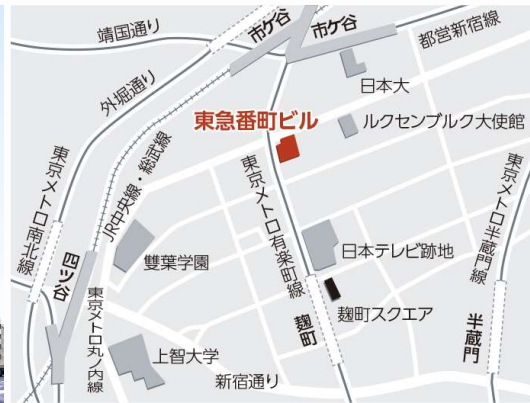 靖国通り
市ケ谷
市ケ谷
都営新宿線
外堀通り
日本大
東急番町ビル
ルクセンブルク大使館
東京メトロ南北線
JR中央線・総武線
東京メトロ有楽町線
東京メトロ半蔵門線
四ツ谷
雙葉学園
日本テレビ跡地
東京メトロ丸ノ内線
麹町
麹町スクエア
半蔵門
上智大学
新宿通り